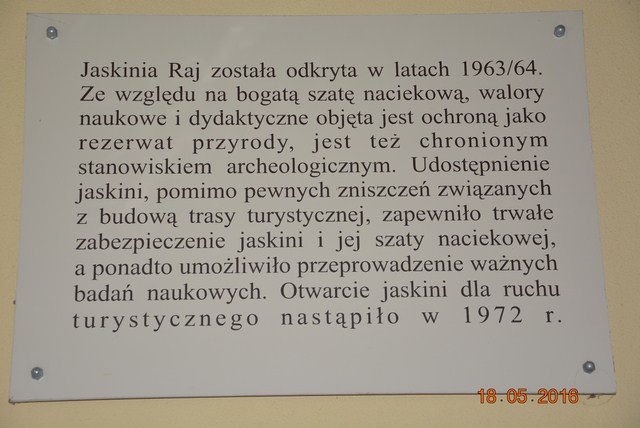 Jaskinia Raj została odkryta w latach 1963/64.
Ze względu na bogatą szatę naciekową, walory
naukowe i dydaktyczne objęta jest ochroną jako
rezerwat przyrody, jest też chronionym
stanowiskiem archeologicznym. Udostępnienie
jaskini, pomimo pewnych zniszczeń związanych
z budową trasy turystycznej, zapewniło trwałe
zabezpieczenie jaskini i jej szaty naciekowej,
a ponadto umożliwiło przeprowadzenie ważnych
badań naukowych. Otwarcie jaskini dla ruchu
turystycznego nastąpiło w 1972 r.
18.05.2016